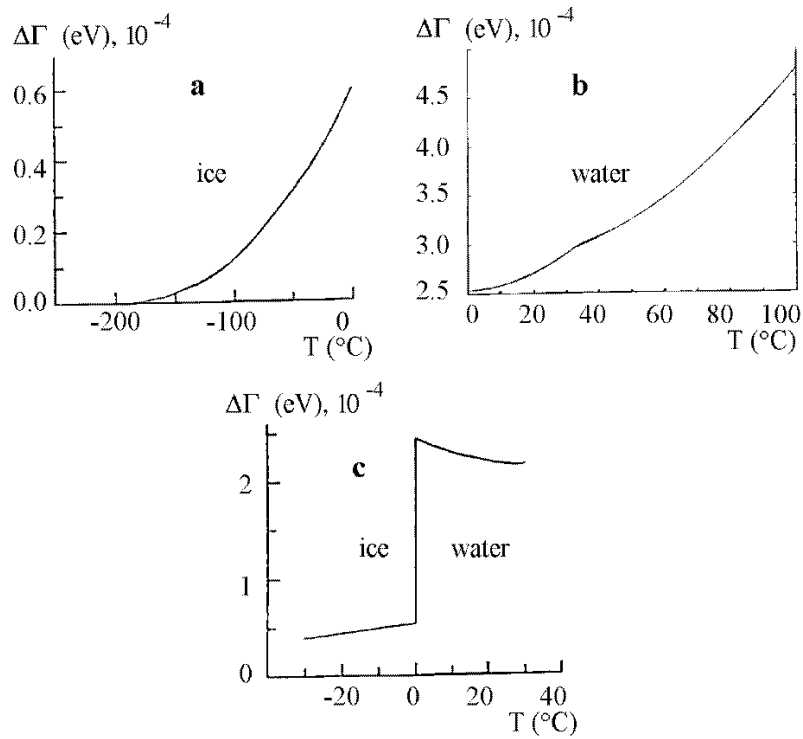 ΔΓ (eV), 10⁻⁴
a
0.6
0.4
0.2
0.0
ice
-200 -100 0
T (°C)
ΔΓ (eV), 10⁻⁴
b
4.5
4.0
3.5
3.0
2.5
water
0 20 40 60 80 100
T (°C)
ΔΓ (eV), 10⁻⁴
c
2
1
0
ice water
-20 0 20 40
T (°C)